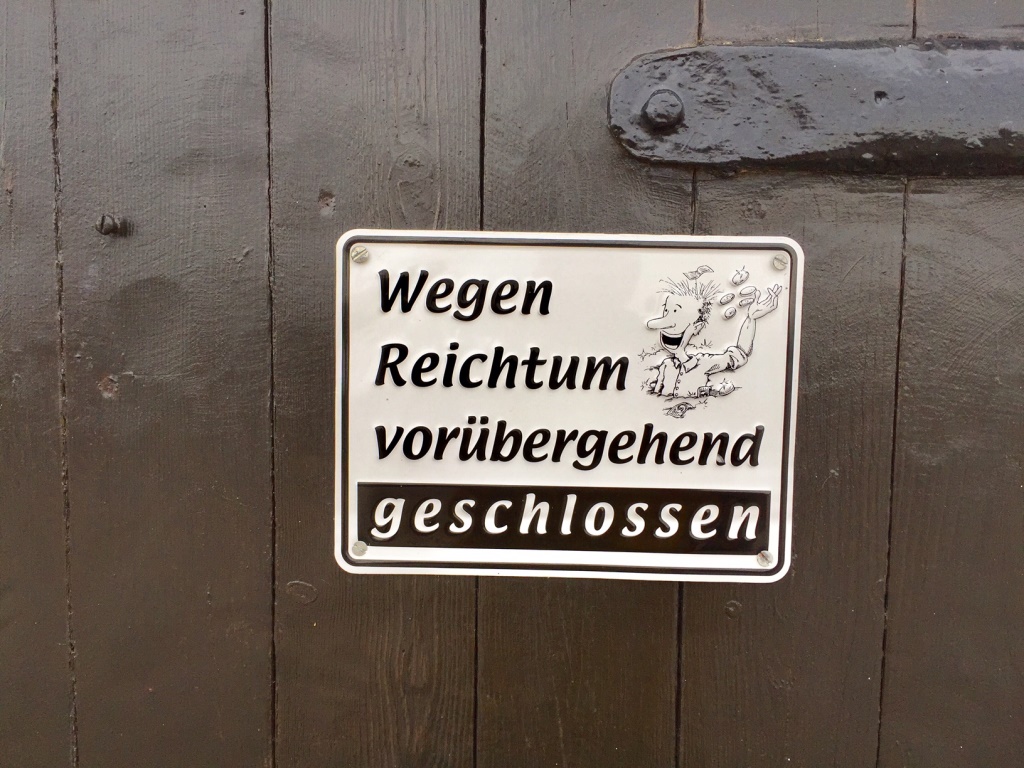 Wegen
Reichtum
vorübergehend
geschlossen